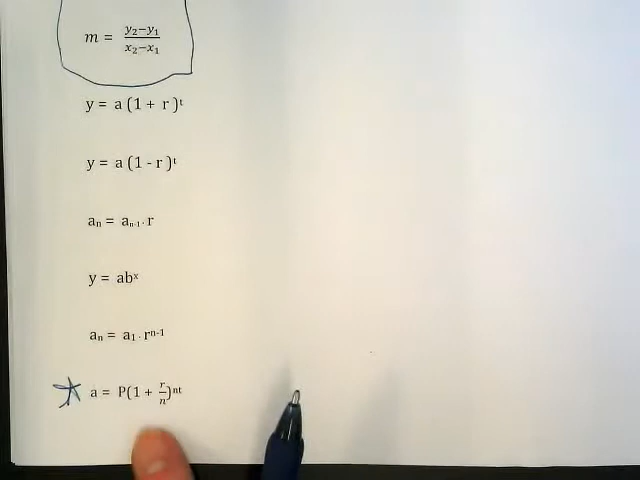 m = y₂−y₁/x₂−x₁
y = a (1 + r )ᵗ
y = a (1 - r )ᵗ
aₙ = aₙ₋₁ · r
y = abˣ
aₙ = a₁ · rⁿ⁻¹
a = P(1 + r/n)ⁿᵗ